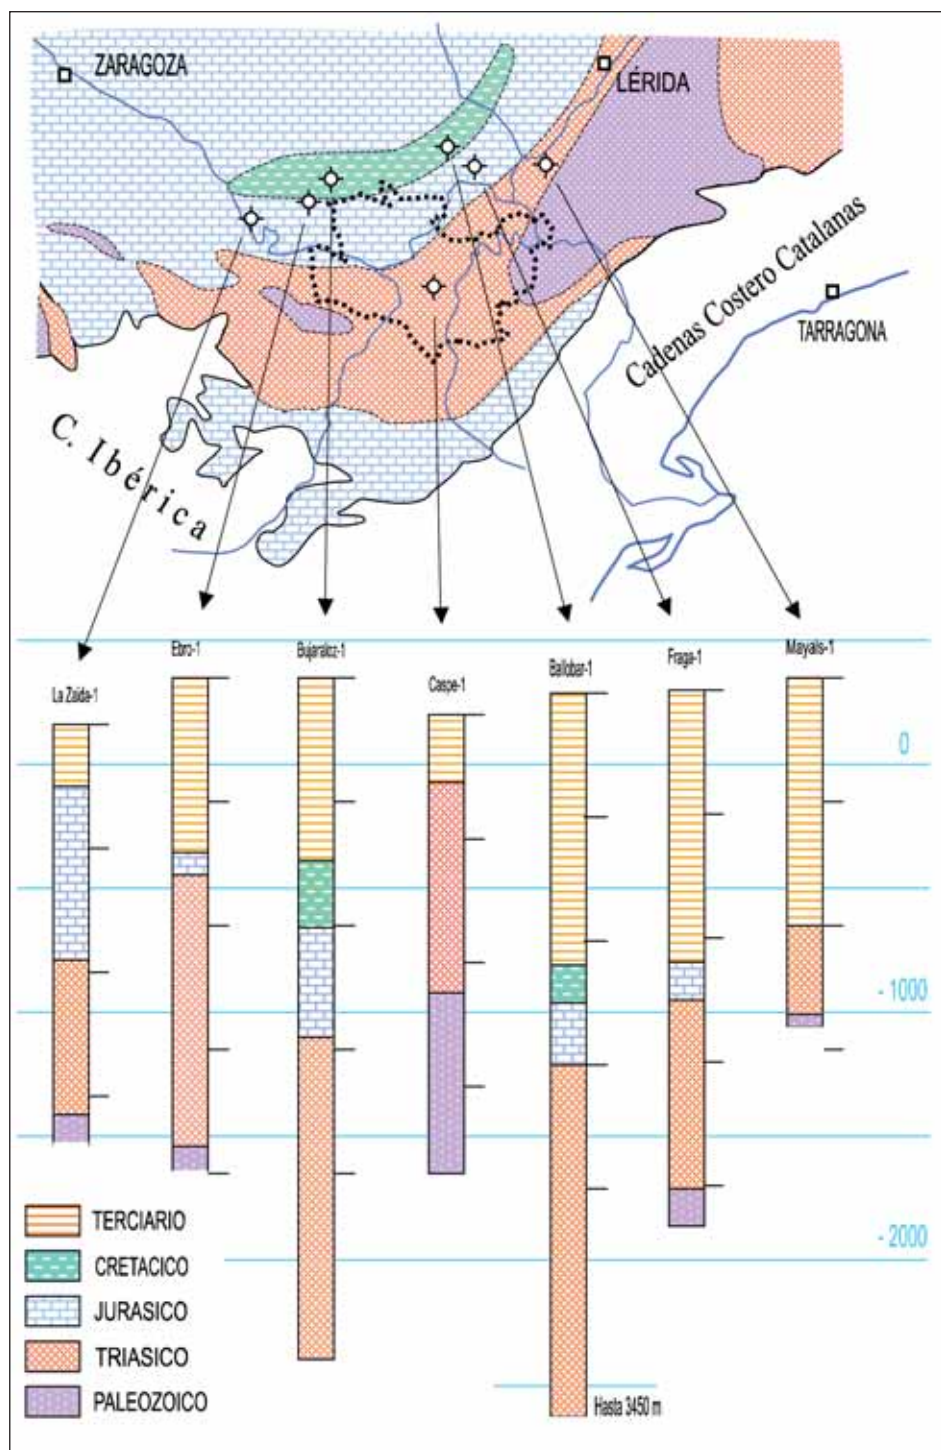 ZARAGOZA
LÉRIDA
Cadenas Costero Catalanas
TARRAGONA
C. Ibérica
La Zaida-1
Ebro-1
Bujaraloz-1
Caspe-1
Ballobar-1
Fraga-1
Mayals-1
0
- 1000
- 2000
TERCIARIO
CRETACICO
JURASICO
TRIASICO
PALEOZOICO
Hasta 3450 m